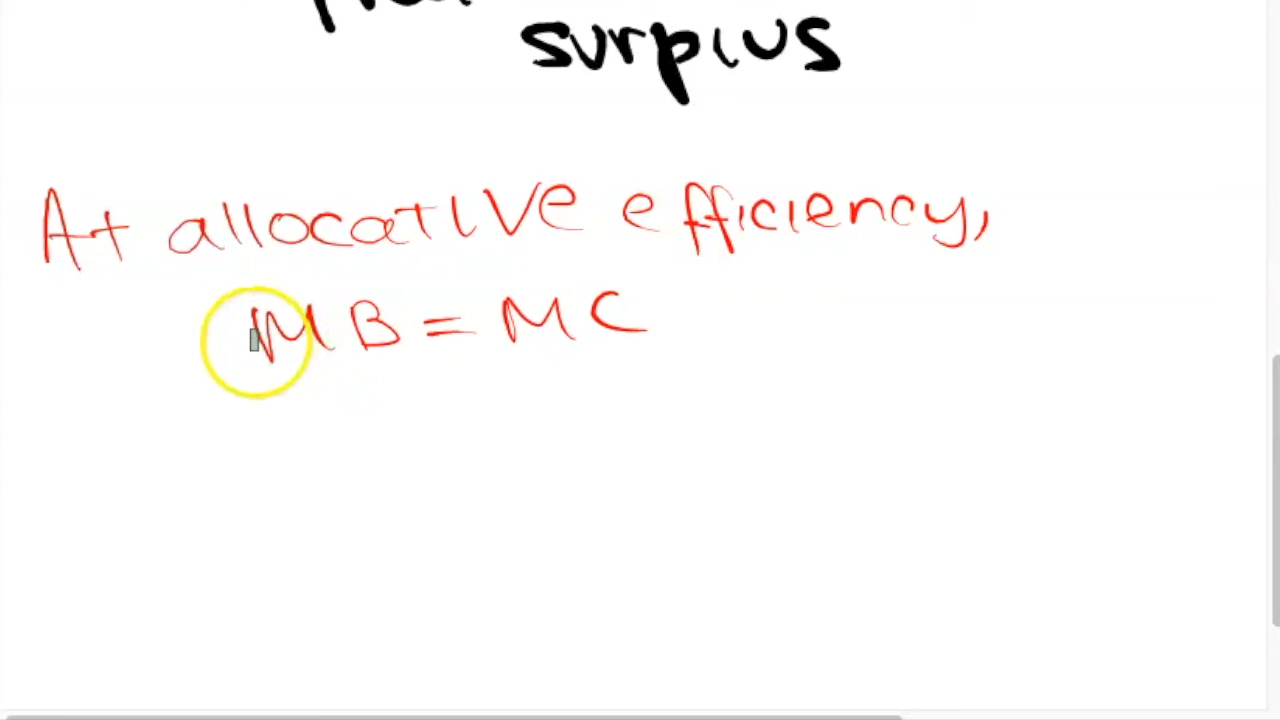 surplus
At allocative efficiency,
MB = MC